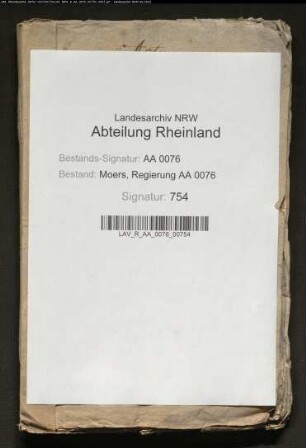 Landesarchiv NRW
Abteilung Rheinland
Bestands-Signatur: AA 0076
Bestand: Moers, Regierung AA 0076
Signatur: 754
LAV_R_AA_0076_00754